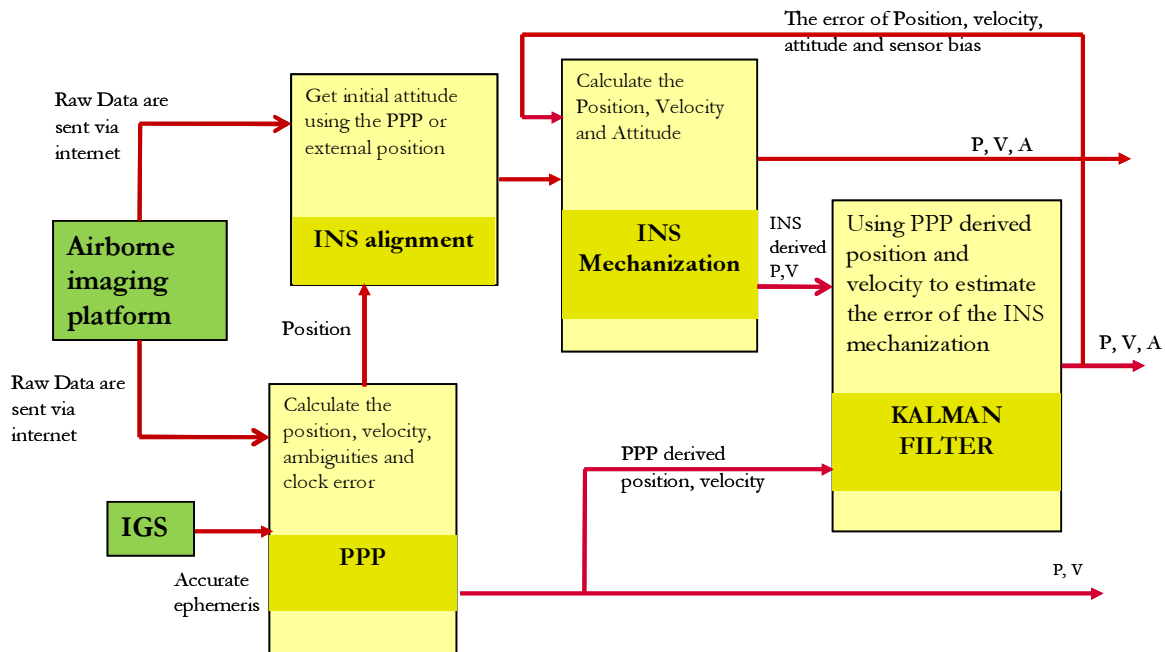 The error of Position, velocity,
attitude and sensor bias
Raw Data are
sent via
internet
Get initial attitude
using the PPP or
external position
INS alignment
Calculate the
Position, Velocity
and Attitude
INS
Mechanization
P, V, A
INS
derived
P,V
Using PPP derived
position and
velocity to estimate
the error of the INS
mechanization
KALMAN
FILTER
P, V, A
Airborne
imaging
platform
Position
Raw Data are
sent via
internet
Calculate the
position, velocity,
ambiguities and
clock error
PPP
PPP derived
position, velocity
IGS
Accurate
ephemeris
P, V